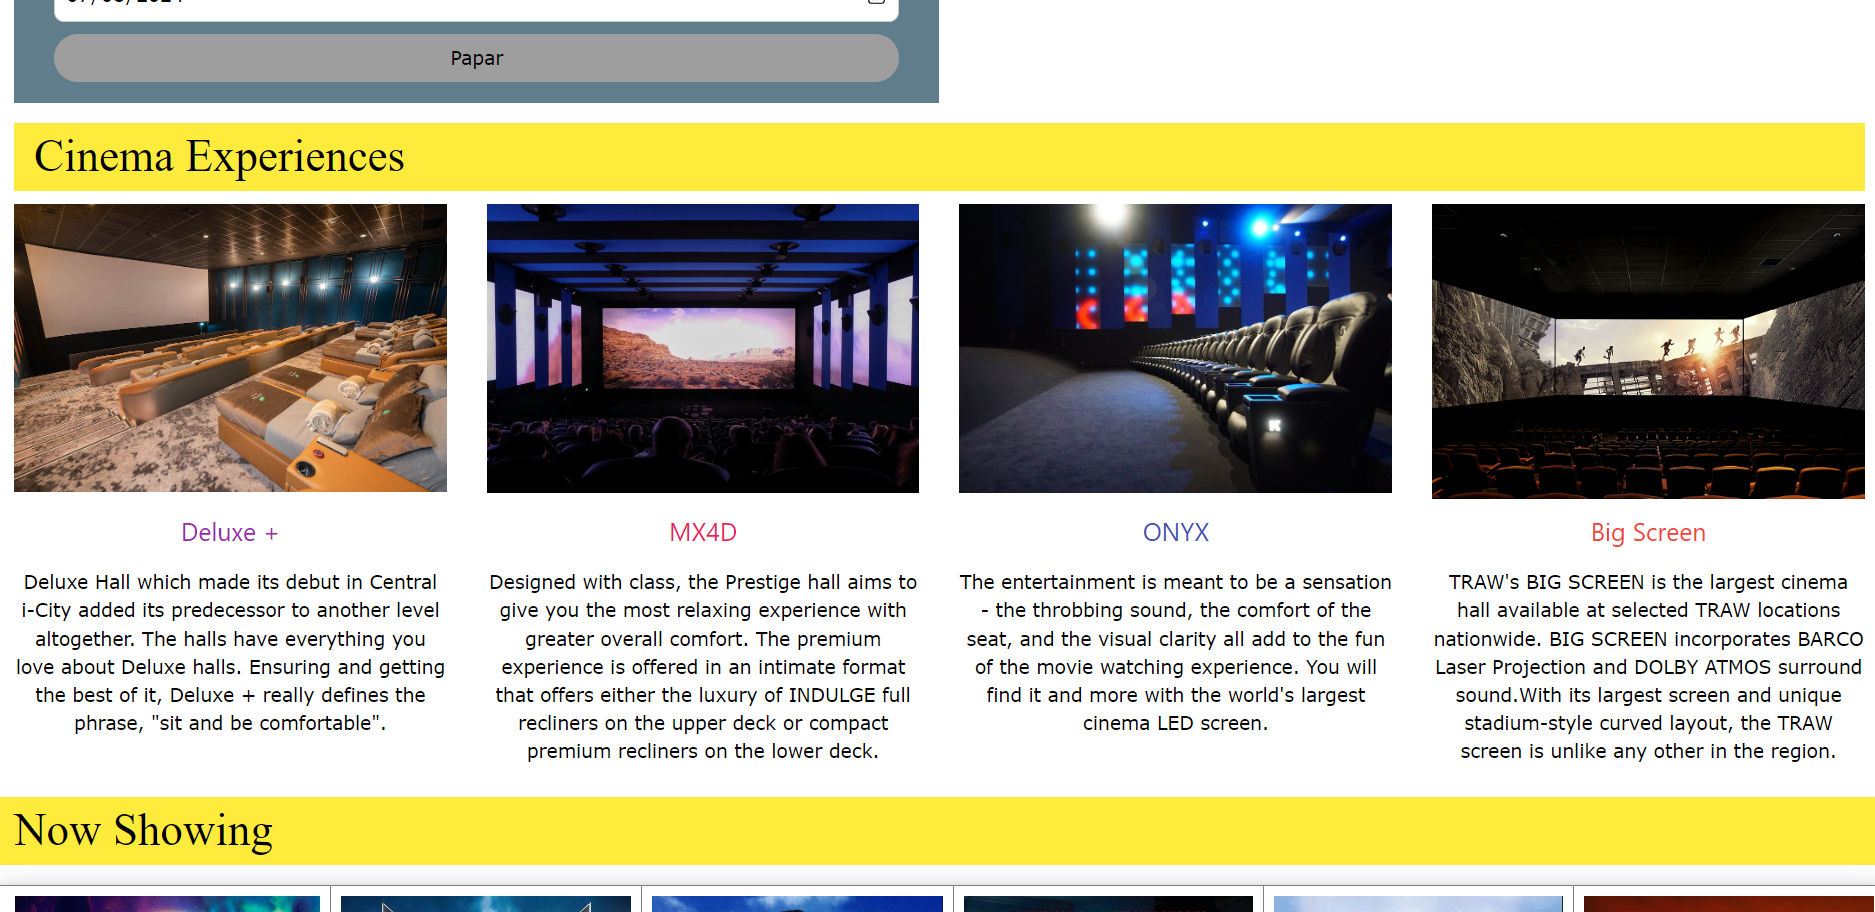 Papar
Cinema Experiences
Deluxe +
Deluxe Hall which made its debut in Central
i-City added its predecessor to another level
altogether. The halls have everything you
love about Deluxe halls. Ensuring and getting
the best of it, Deluxe + really defines the
phrase, "sit and be comfortable".
MX4D
Designed with class, the Prestige hall aims to
give you the most relaxing experience with
greater overall comfort. The premium
experience is offered in an intimate format
that offers either the luxury of INDULGE full
recliners on the upper deck or compact
premium recliners on the lower deck.
ONYX
The entertainment is meant to be a sensation
- the throbbing sound, the comfort of the
seat, and the visual clarity all add to the fun
of the movie watching experience. You will
find it and more with the world's largest
cinema LED screen.
Big Screen
TRAW's BIG SCREEN is the largest cinema
hall available at selected TRAW locations
nationwide. BIG SCREEN incorporates BARCO
Laser Projection and DOLBY ATMOS surround
sound.With its largest screen and unique
stadium-style curved layout, the TRAW
screen is unlike any other in the region.
Now Showing